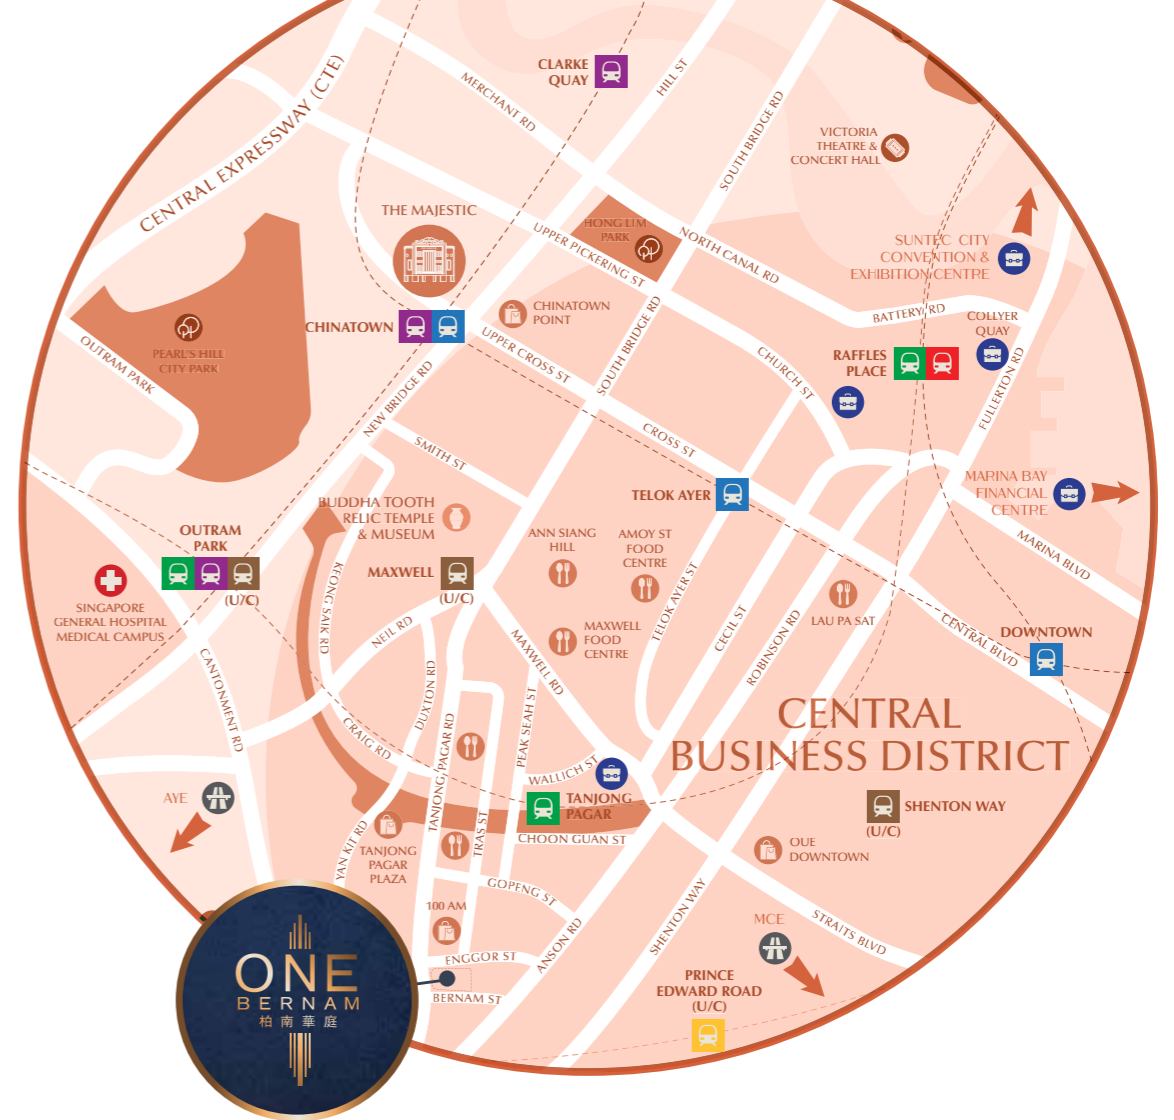 CLARKE
QUAY
HILL ST
MERCHANT RD
SOUTH BRIDGE RD
CENTRAL EXPRESSWAY (CTE)
VICTORIA
THEATRE &
CONCERT HALL
THE MAJESTIC
HONG LIM
PARK
UPPER PICKERING ST
NORTH CANAL RD
SUNTEC CITY
CONVENTION &
EXHIBITION CENTRE
CHINATOWN
CHINATOWN
POINT
BATTERY RD
COLLYER
QUAY
PEARL'S HILL
CITY PARK
OUTRAM PARK
UPPER CROSS ST
SOUTH BRIDGE RD
CHURCH ST
RAFFLES
PLACE
FULLERTON RD
NEW BRIDGE RD
SMITH ST
CROSS ST
TELOK AYER
MARINA BAY
FINANCIAL
CENTRE
BUDDHA TOOTH
RELIC TEMPLE
& MUSEUM
OUTRAM
PARK
(U/C)
ANN SIANG
HILL
AMOY ST
FOOD
CENTRE
MARINA BLVD
MAXWELL
(U/C)
SINGAPORE
GENERAL HOSPITAL
MEDICAL CAMPUS
KEONG SAIK RD
NEIL RD
MAXWELL
FOOD
CENTRE
TELOK AYER ST
CECIL ST
ROBINSON RD
LAU PA SAT
CENTRAL BLVD
DOWNTOWN
CANTONMENT RD
DUXTON RD
MAXWELL RD
PEAK SEAH ST
CENTRAL
BUSINESS DISTRICT
CRAIG RD
TANJONG PAGAR RD
WALLICH ST
AYE
TANJONG
PAGAR
SHENTON WAY
(U/C)
YAN KIT RD
TANJONG
PAGAR
PLAZA
TRAS ST
CHOON GUAN ST
OUE
DOWNTOWN
GOPENG ST
100 AM
ANSON RD
SHENTON WAY
STRAITS BLVD
MCE
ENGGOR ST
BERNAM ST
PRINCE
EDWARD ROAD
(U/C)
ONE
BERNAM
柏南華庭